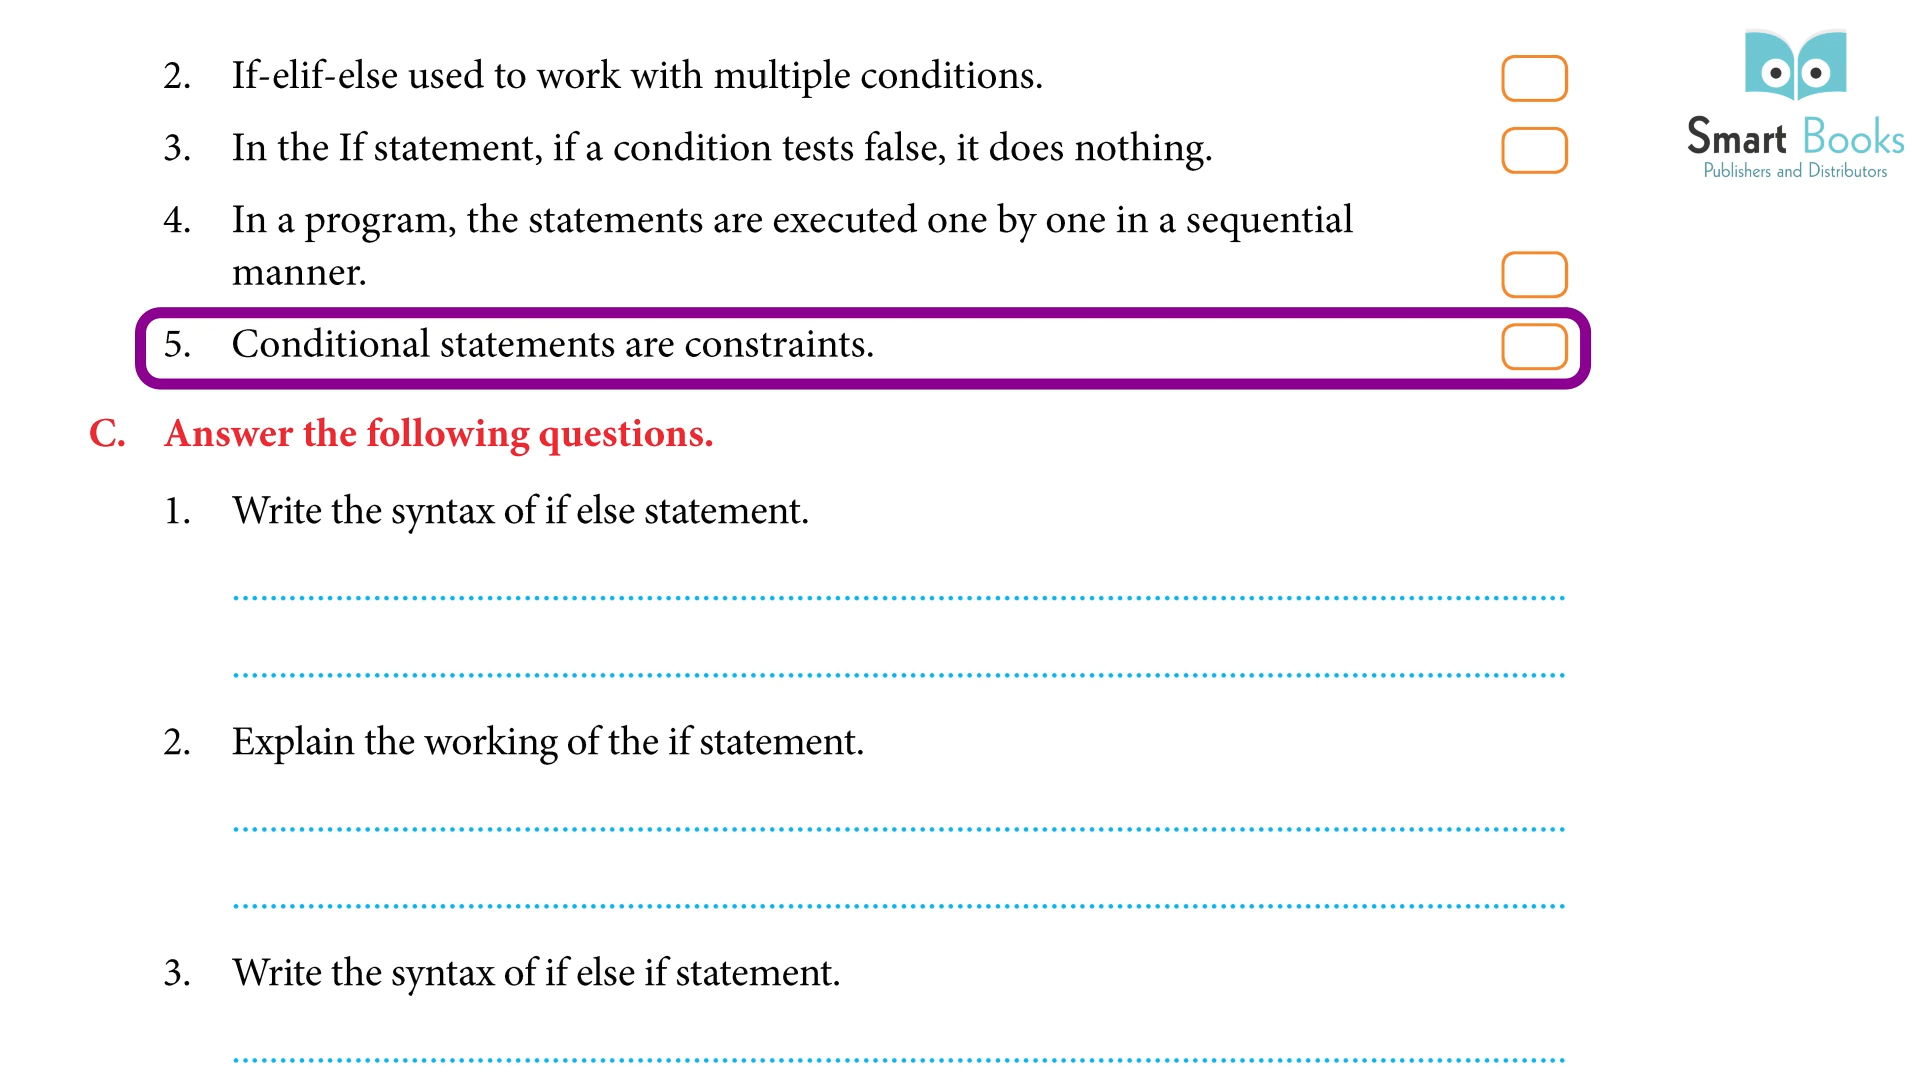 2. If-elif-else used to work with multiple conditions.
3. In the If statement, if a condition tests false, it does nothing.
4. In a program, the statements are executed one by one in a sequential
manner.
5. Conditional statements are constraints.
C. Answer the following questions.
1. Write the syntax of if else statement.
2. Explain the working of the if statement.
3. Write the syntax of if else if statement.
Smart Books
Publishers and Distributors